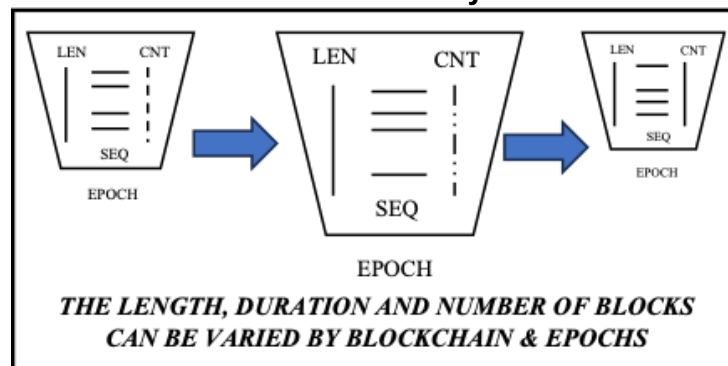 LEN CNT
SEQ
EPOCH
LEN CNT
SEQ
EPOCH
LEN CNT
SEQ
EPOCH
THE LENGTH, DURATION AND NUMBER OF BLOCKS
CAN BE VARIED BY BLOCKCHAIN & EPOCHS